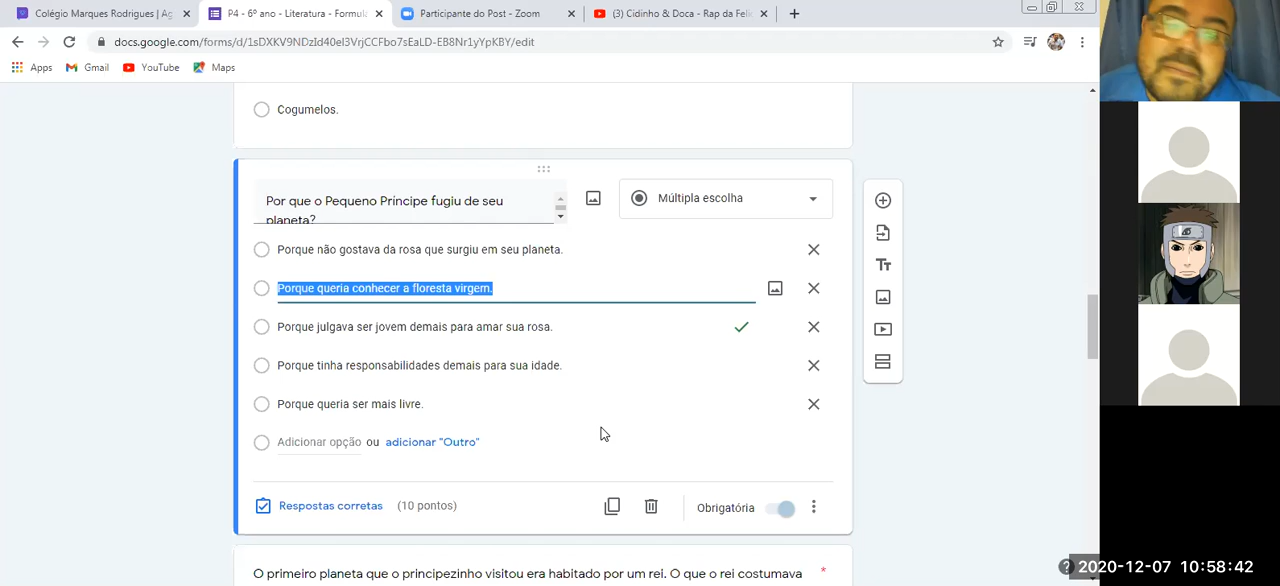 Colégio Marques Rodrigues | Ag
P4 - 6º ano - Literatura - Formula
Participante do Post - Zoom
(3) Cidinho & Doca - Rap da Feli
docs.google.com/forms/d/1sDXKV9NDzId40eI3VrjCCFbo7sEaLD-EB8Nr1yYpKBY/edit
Apps
Gmail
YouTube
Maps
Cogumelos.
Por que o Pequeno Príncipe fugiu de seu
planeta?
Múltipla escolha
Porque não gostava da rosa que surgiu em seu planeta.
Porque queria conhecer a floresta virgem.
Porque julgava ser jovem demais para amar sua rosa.
Porque tinha responsabilidades demais para sua idade.
Porque queria ser mais livre.
Adicionar opção ou adicionar "Outro"
Respostas corretas (10 pontos)
Obrigatória
O primeiro planeta que o principezinho visitou era habitado por um rei. O que o rei costumava *
2020-12-07 10:58:42